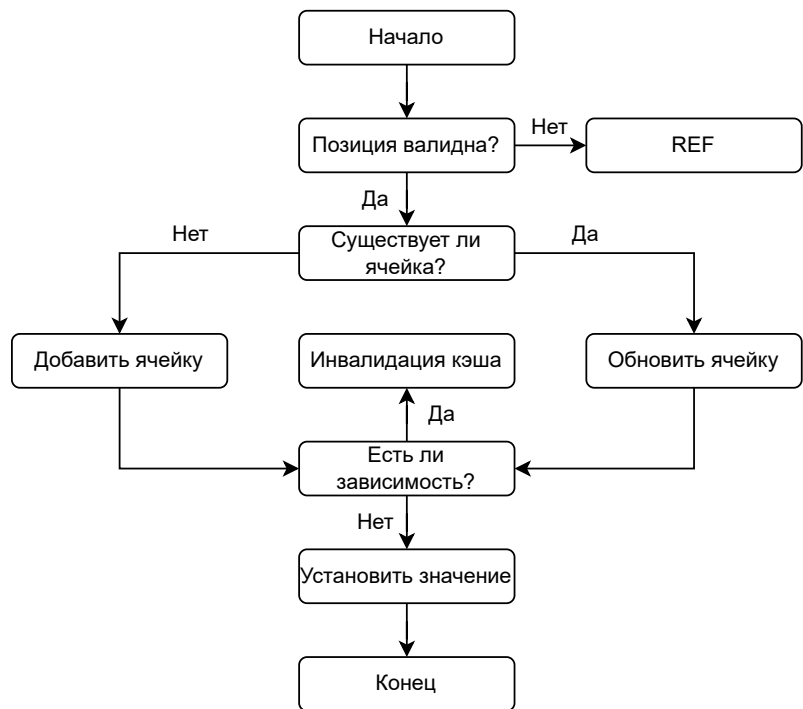 Начало
Позиция валидна?
Нет
REF
Да
Существует ли
ячейка?
Нет
Да
Добавить ячейку
Инвалидация кэша
Обновить ячейку
Да
Есть ли
зависимость?
Нет
Установить значение
Конец